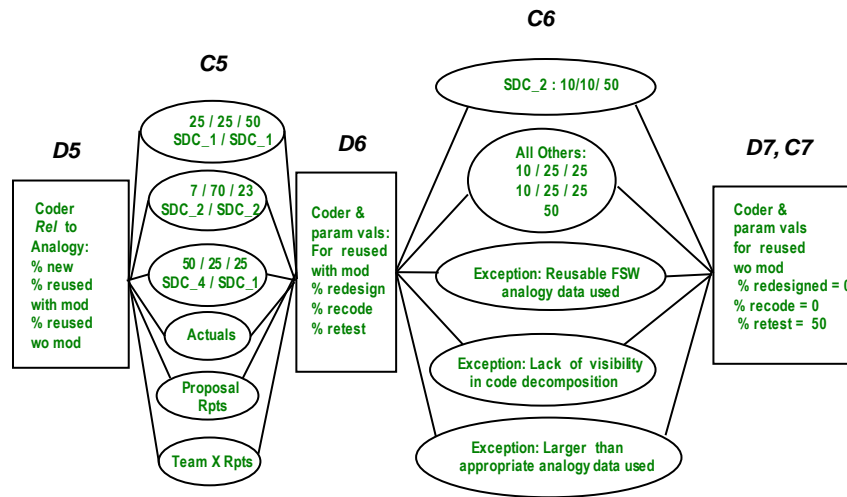 C5
C6
D5
D6
D7, C7
Coder
Rel to
Analogy:
% new
% reused
with mod
% reused
wo mod
25 / 25 / 50
SDC_1 / SDC_1
7 / 70 / 23
SDC_2 / SDC_2
50 / 25 / 25
SDC_4 / SDC_1
Actuals
Proposal
Rpts
Team X Rpts
Coder &
param vals:
For reused
with mod
% redesign
% recode
% retest
SDC_2 : 10/10/ 50
All Others:
10 / 25 / 25
10 / 25 / 25
50
Exception: Reusable FSW
analogy data used
Exception: Lack of visibility
in code decomposition
Exception: Larger than
appropriate analogy data used
Coder &
param vals
for reused
wo mod
% redesigned = 0
% recode = 0
% retest = 50